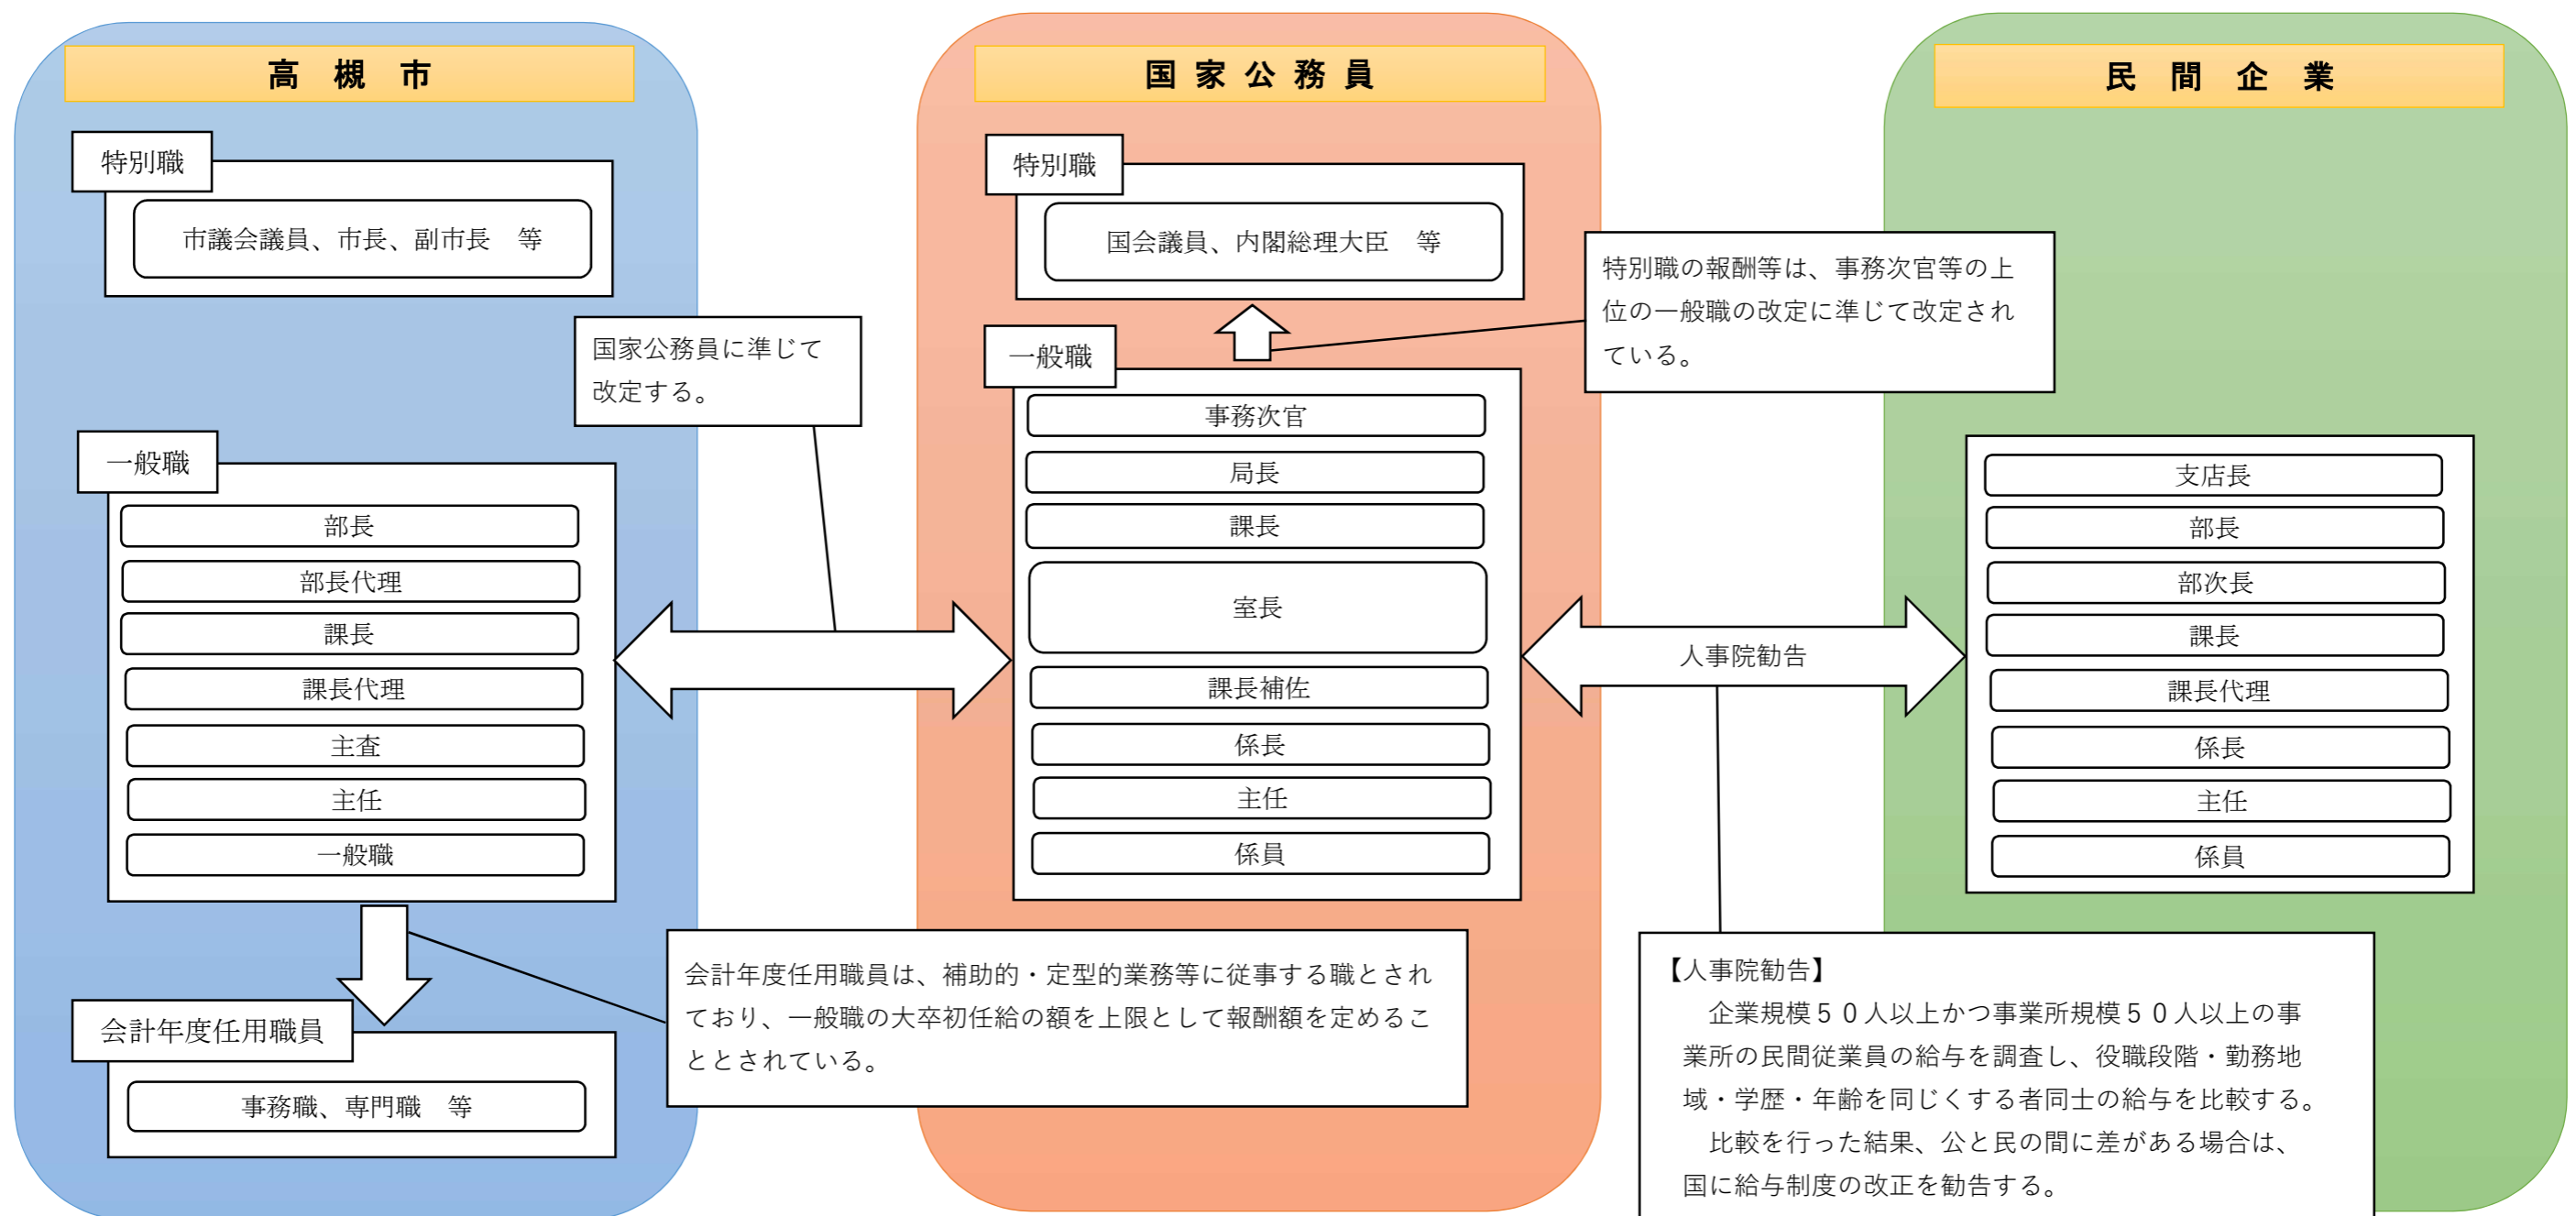 高槻市
特別職
市議会議員、市長、副市長　等
一般職
部長
部長代理
課長
課長代理
主査
主任
一般職
会計年度任用職員
事務職、専門職　等
国家公務員に準じて
改定する。
国家公務員
特別職
国会議員、内閣総理大臣　等
一般職
事務次官
局長
課長
室長
課長補佐
係長
主任
係員
特別職の報酬等は、事務次官等の上
位の一般職の改定に準じて改定され
ている。
会計年度任用職員は、補助的・定型的業務等に従事する職とされ
ており、一般職の大卒初任給の額を上限として報酬額を定めるこ
ととされている。
人事院勧告
民間企業
支店長
部長
部次長
課長
課長代理
係長
主任
係員
【人事院勧告】
企業規模５０人以上かつ事業所規模５０人以上の事
業所の民間従業員の給与を調査し、役職段階・勤務地
域・学歴・年齢を同じくする者同士の給与を比較する。
比較を行った結果、公と民の間に差がある場合は、
国に給与制度の改正を勧告する。